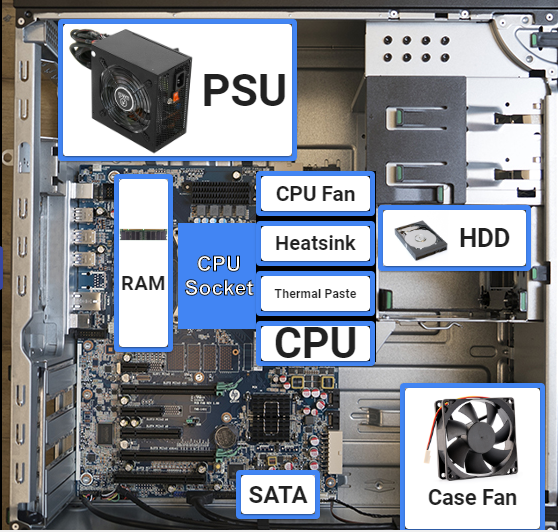 PSU
CPU Fan
Heatsink
HDD
RAM
CPU
Socket
Thermal Paste
CPU
SATA
Case Fan